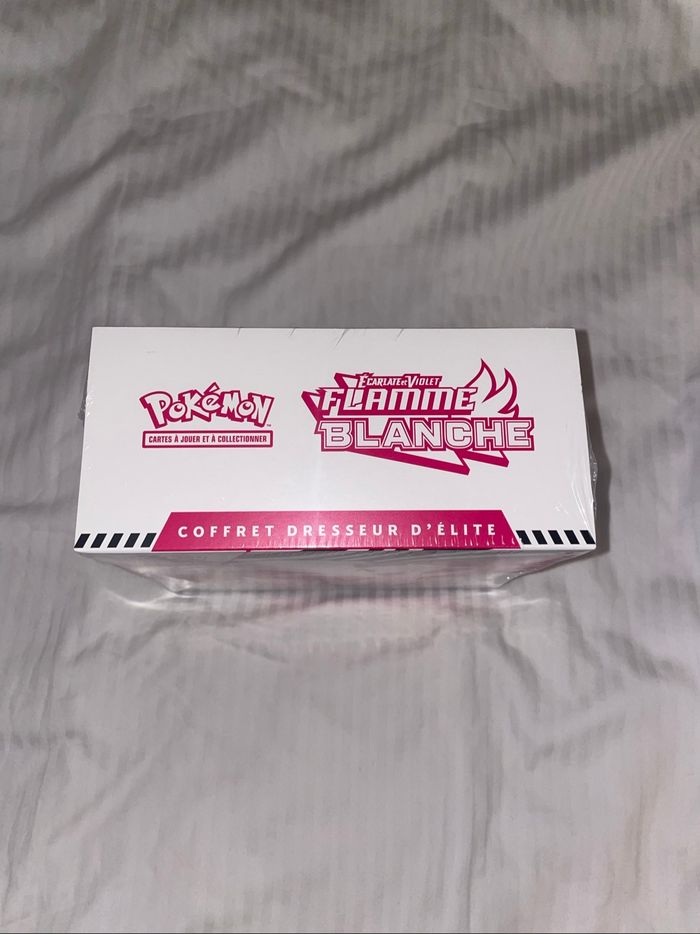 POKéMON
CARTES À JOUER ET À COLLECTIONNER
ÉCARLATE ET VIOLET
FLAMME
BLANCHE
COFFRET DRESSEUR D'ÉLITE